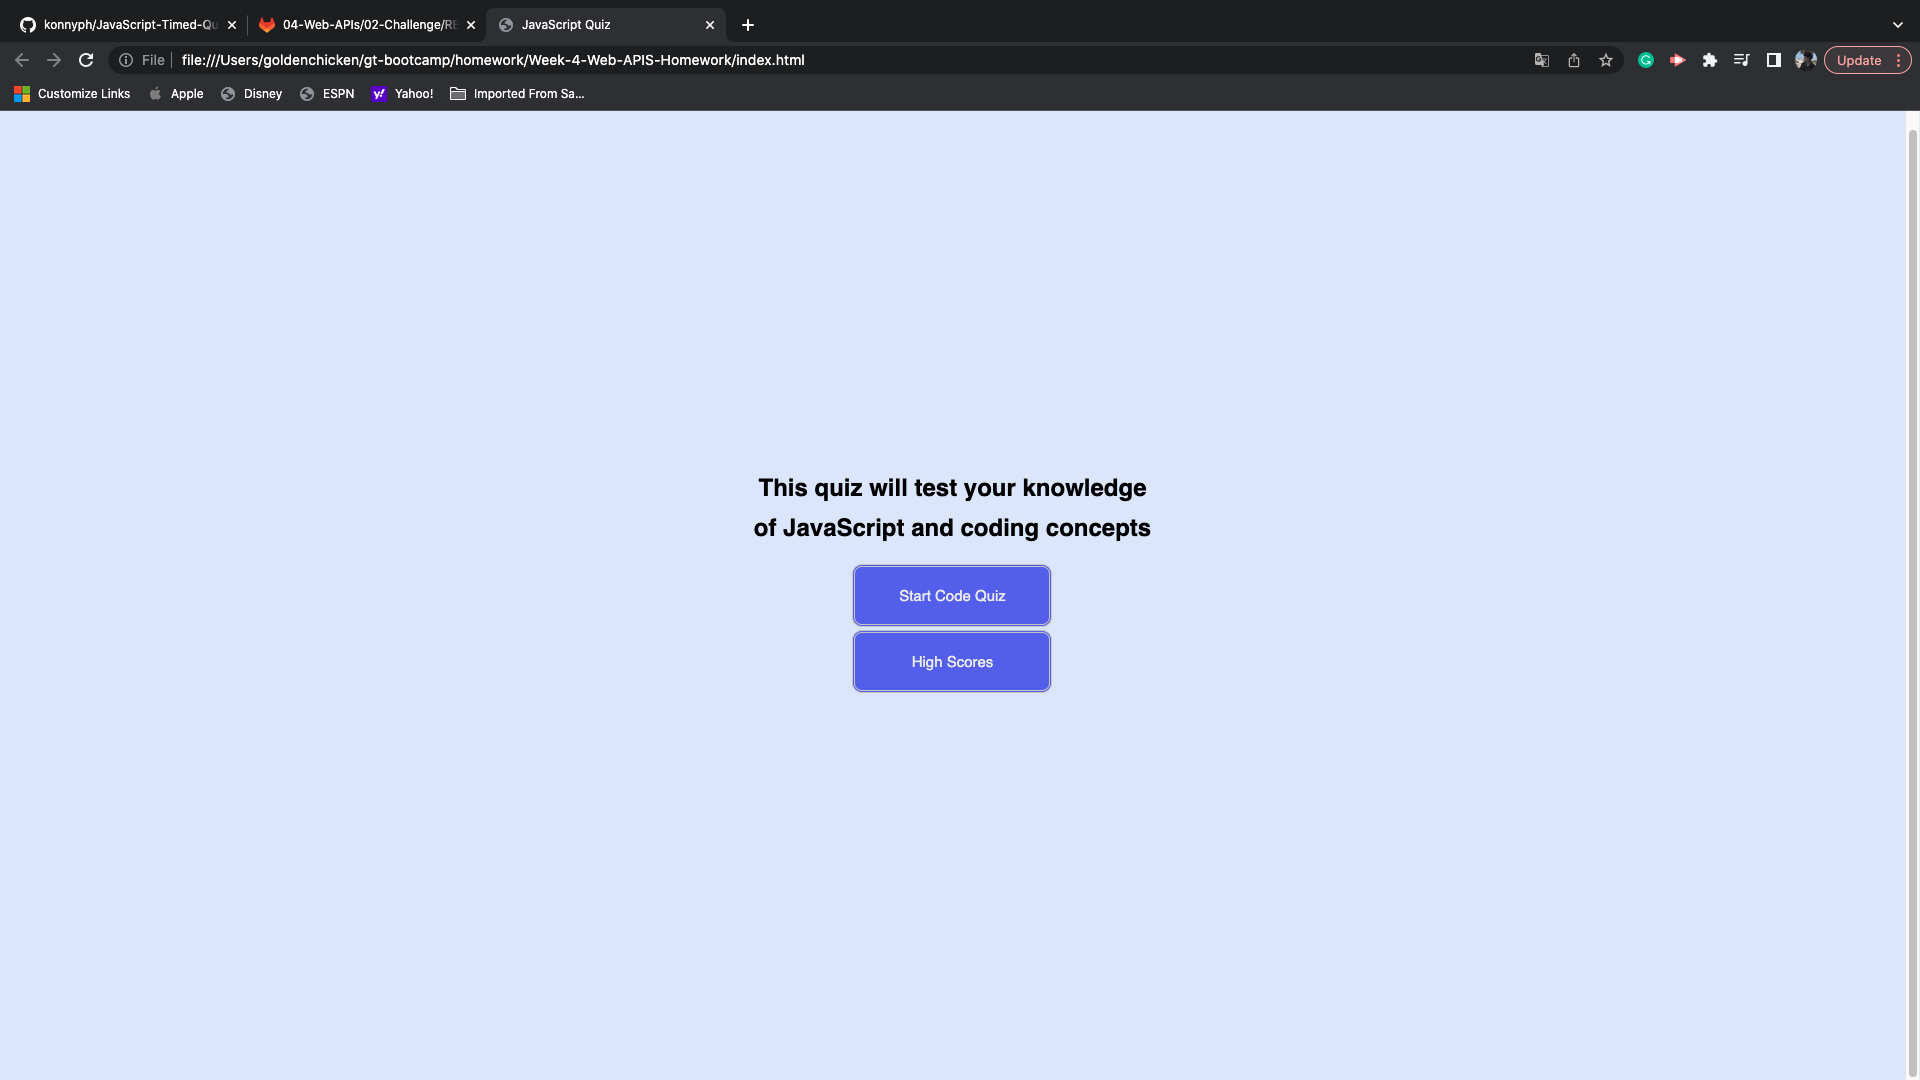 konnyph/JavaScript-Timed-Qu
04-Web-APIs/02-Challenge/RE
JavaScript Quiz
File
file:///Users/goldenchicken/gt-bootcamp/homework/Week-4-Web-APIS-Homework/index.html
Update
Customize Links
Apple
Disney
ESPN
Yahoo!
Imported From Sa...
This quiz will test your knowledge
of JavaScript and coding concepts
Start Code Quiz
High Scores